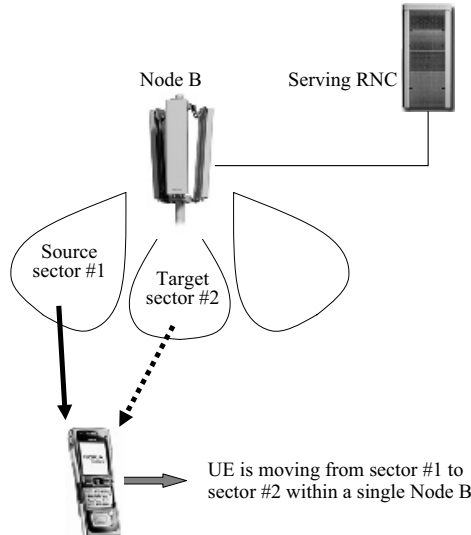 Node B
Serving RNC
Source
sector #1
Target
sector #2
NOKIA
UE is moving from sector #1 to
sector #2 within a single Node B